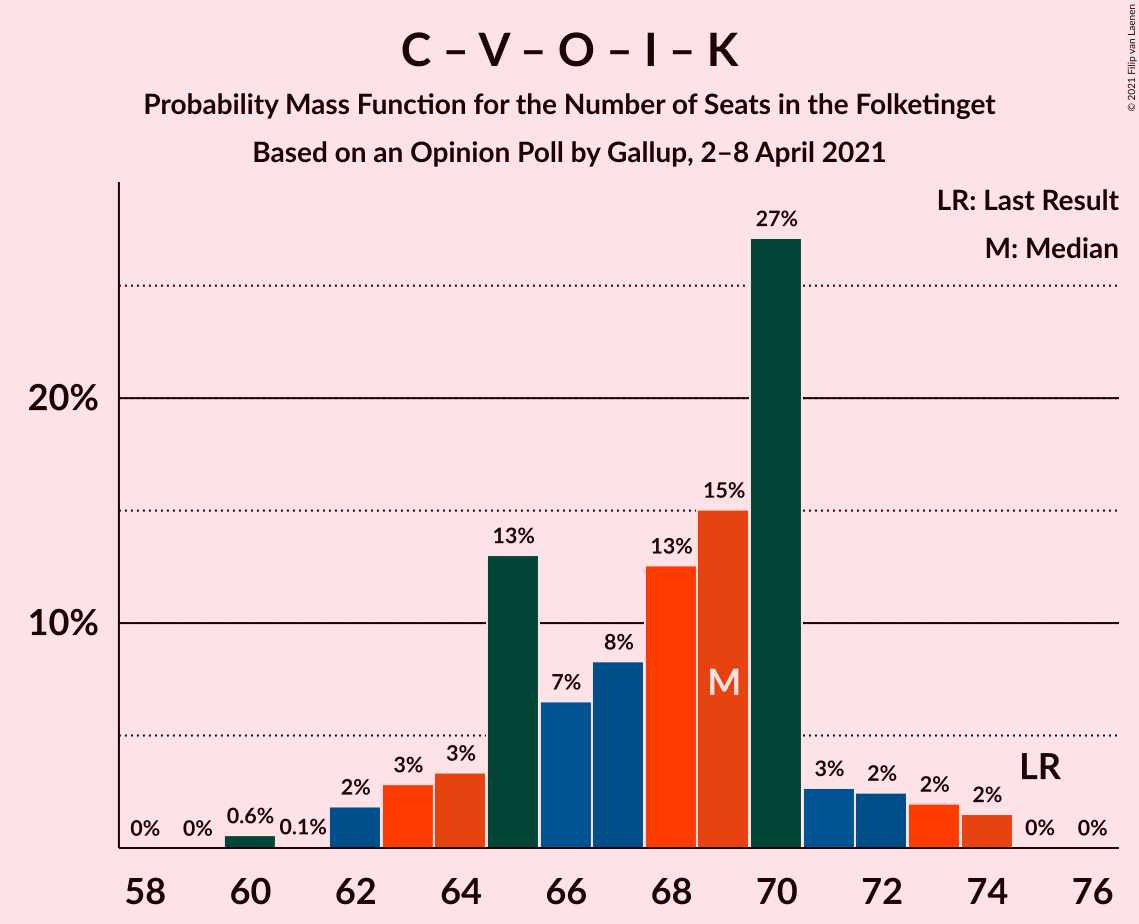 C – V – O – I – K
Probability Mass Function for the Number of Seats in the Folketinget
Based on an Opinion Poll by Gallup, 2–8 April 2021
© 2021 Filip van Laenen
LR: Last Result
M: Median
20%
10%
0%
0%
0.6%
0.1%
2%
3%
3%
13%
7%
8%
13%
15%
27%
3%
2%
2%
2%
0%
0%
M
LR
58 60 62 64 66 68 70 72 74 76